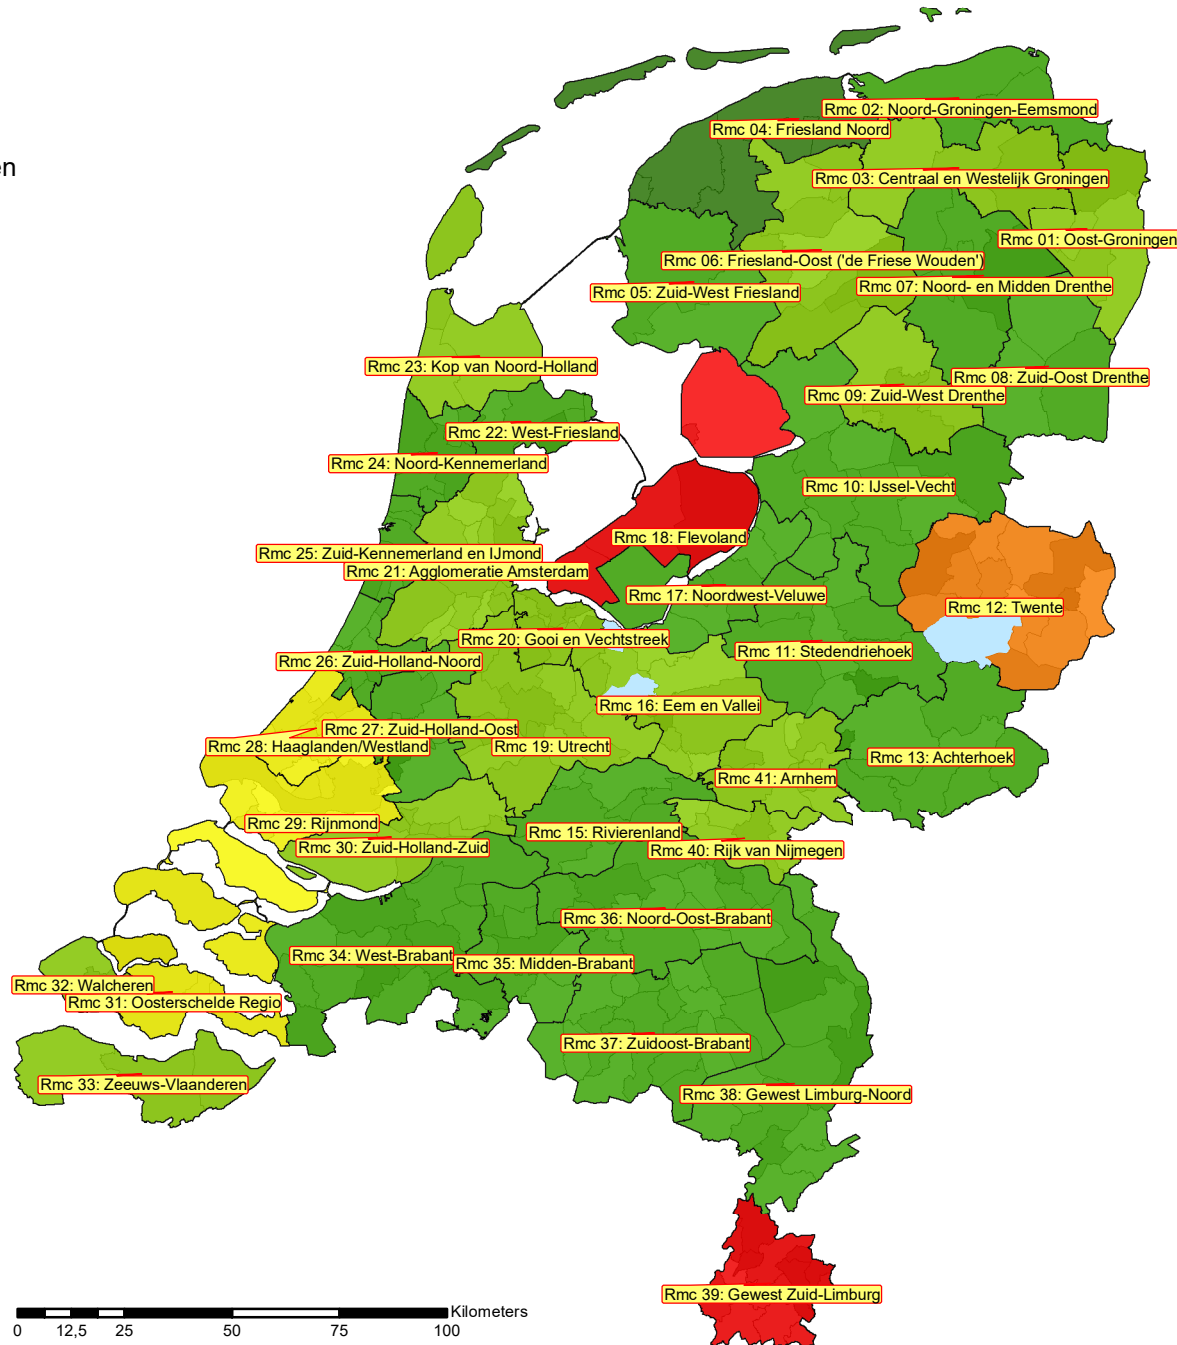 Rmc 02: Noord-Groningen-Eemsmond
Rmc 04: Friesland Noord
en
Rmc 03: Centraal en Westelijk Groningen
Rmc 01: Oost-Groningen
Rmc 06: Friesland-Oost ('de Friese Wouden')
Rmc 07: Noord- en Midden Drenthe
Rmc 05: Zuid-West Friesland
Rmc 23: Kop van Noord-Holland
Rmc 08: Zuid-Oost Drenthe
Rmc 09: Zuid-West Drenthe
Rmc 22: West-Friesland
Rmc 24: Noord-Kennemerland
Rmc 10: IJssel-Vecht
Rmc 18: Flevoland
Rmc 25: Zuid-Kennemerland en IJmond
Rmc 21: Agglomeratie Amsterdam
Rmc 17: Noordwest-Veluwe
Rmc 12: Twente
Rmc 20: Gooi en Vechtstreek
Rmc 11: Stedendriehoek
Rmc 26: Zuid-Holland-Noord
Rmc 16: Eem en Vallei
Rmc 27: Zuid-Holland-Oost
Rmc 28: Haaglanden/Westland
Rmc 19: Utrecht
Rmc 13: Achterhoek
Rmc 41: Arnhem
Rmc 29: Rijnmond
Rmc 15: Rivierenland
Rmc 30: Zuid-Holland-Zuid
Rmc 40: Rijk van Nijmegen
Rmc 36: Noord-Oost-Brabant
Rmc 34: West-Brabant
Rmc 35: Midden-Brabant
Rmc 32: Walcheren
Rmc 31: Oosterschelde Regio
Rmc 37: Zuidoost-Brabant
Rmc 33: Zeeuws-Vlaanderen
Rmc 38: Gewest Limburg-Noord
Rmc 39: Gewest Zuid-Limburg
Kilometers
0 12,5 25 50 75 100